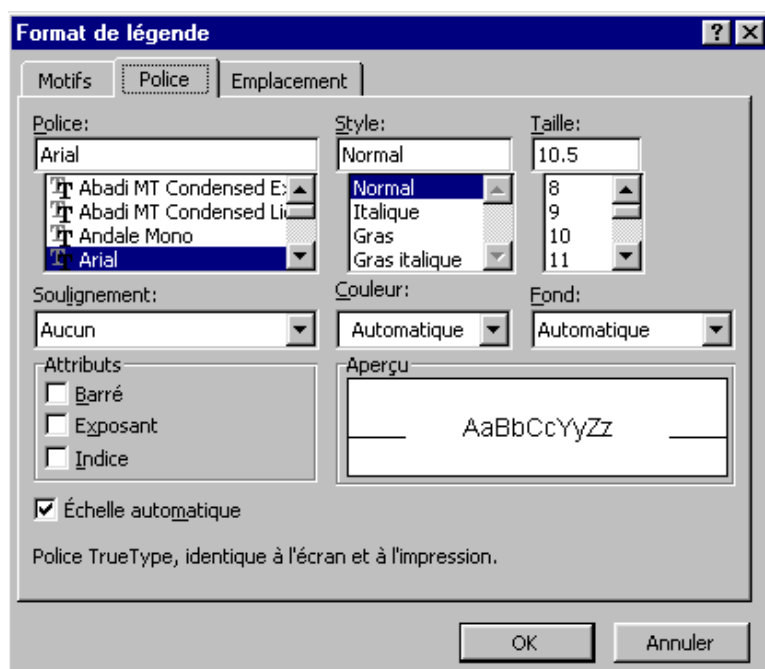 Format de légende
Motifs Police Emplacement
Police: Style: Taille:
Arial Normal 10.5
Abadi MT Condensed Ex Normal 8
Abadi MT Condensed Lig Italique 9
Andale Mono Gras 10
Arial Gras italique 11
Soulignement: Couleur: Fond:
Aucun Automatique Automatique
Attributs Aperçu
Barré
Exposant AaBbCcYyZz
Indice
Échelle automatique
Police TrueType, identique à l'écran et à l'impression.
OK Annuler